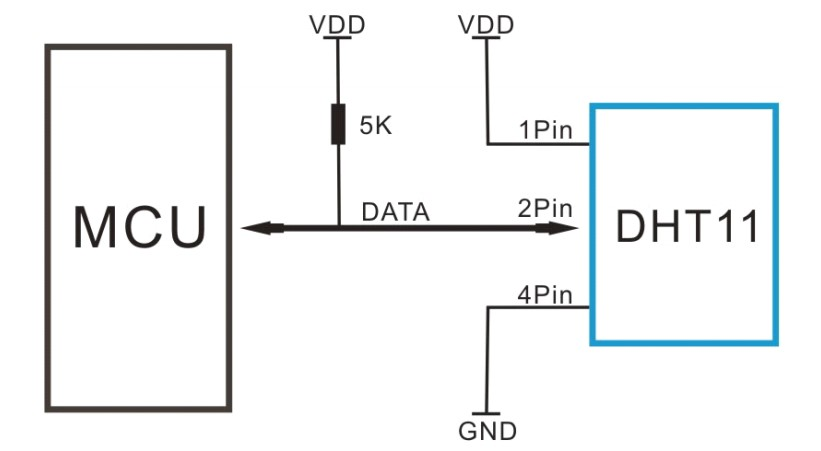 VDD
VDD
5K
1Pin
MCU
DATA
2Pin
DHT11
4Pin
GND